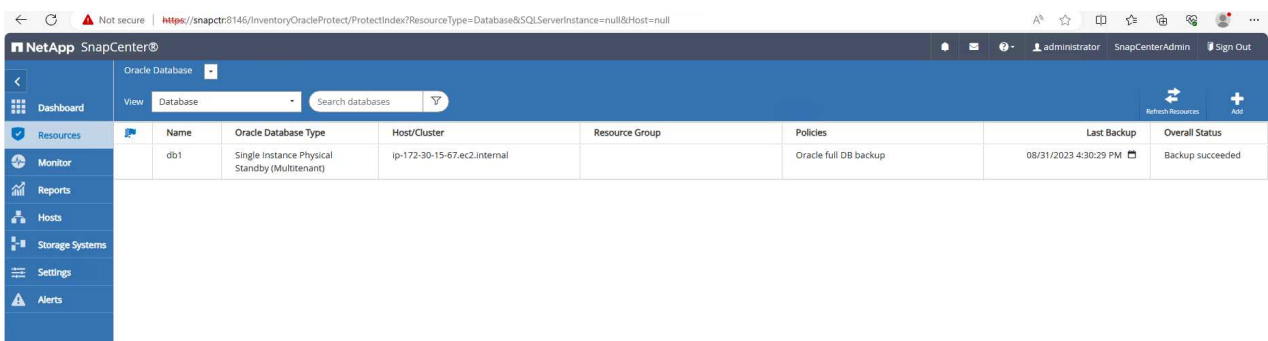 Not secure https://snapctr:8146/InventoryOracleProtect/ProtectIndex?ResourceType=Database&SQLServerInstance=null&Host=null
NetApp SnapCenter® administrator SnapCenterAdmin Sign Out
Oracle Database
View Database Search databases
Refresh Resources Add
Dashboard
Resources
Monitor
Reports
Hosts
Storage Systems
Settings
Alerts
Name Oracle Database Type Host/Cluster Resource Group Policies Last Backup Overall Status
db1 Single Instance Physical ip-172-30-15-67.ec2.internal Oracle full DB backup 08/31/2023 4:30:29 PM Backup succeeded
Standby (Multitenant)